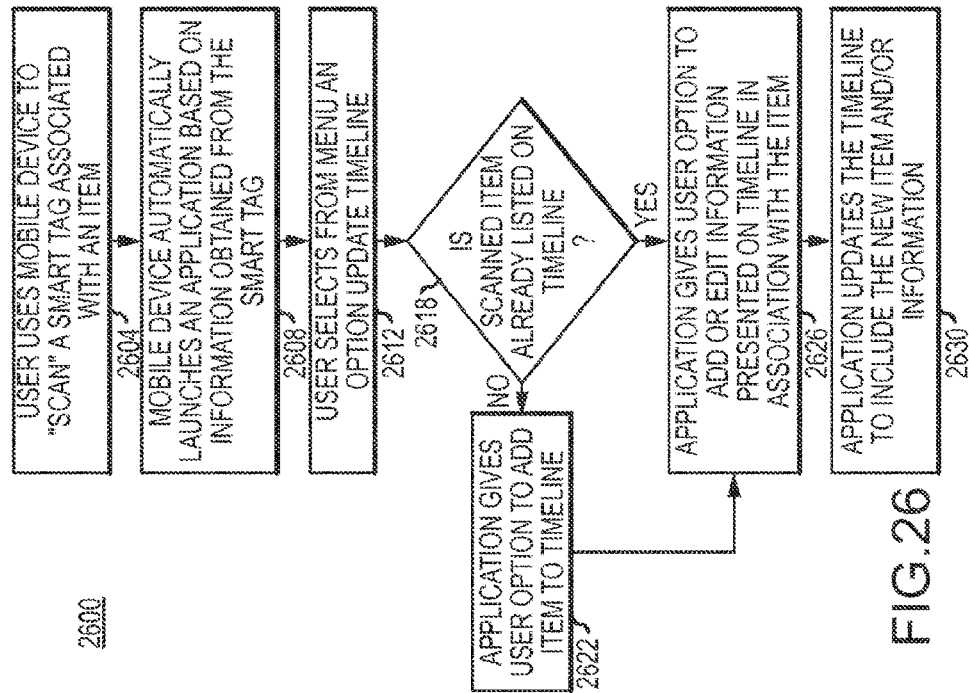 2600
USER USES MOBILE DEVICE TO
"SCAN" A SMART TAG ASSOCIATED
WITH AN ITEM
2604
MOBILE DEVICE AUTOMATICALLY
LAUNCHES AN APPLICATION BASED ON
INFORMATION OBTAINED FROM THE
SMART TAG
2608
USER SELECTS FROM MENU AN
OPTION UPDATE TIMELINE
2612
2618
IS
SCANNED ITEM
ALREADY LISTED ON
TIMELINE
?
NO
YES
APPLICATION GIVES
USER OPTION TO ADD
ITEM TO TIMELINE
2622
APPLICATION GIVES USER OPTION TO
ADD OR EDIT INFORMATION
PRESENTED ON TIMELINE IN
ASSOCIATION WITH THE ITEM
2626
APPLICATION UPDATES THE TIMELINE
TO INCLUDE THE NEW ITEM AND/OR
INFORMATION
2630
FIG.26